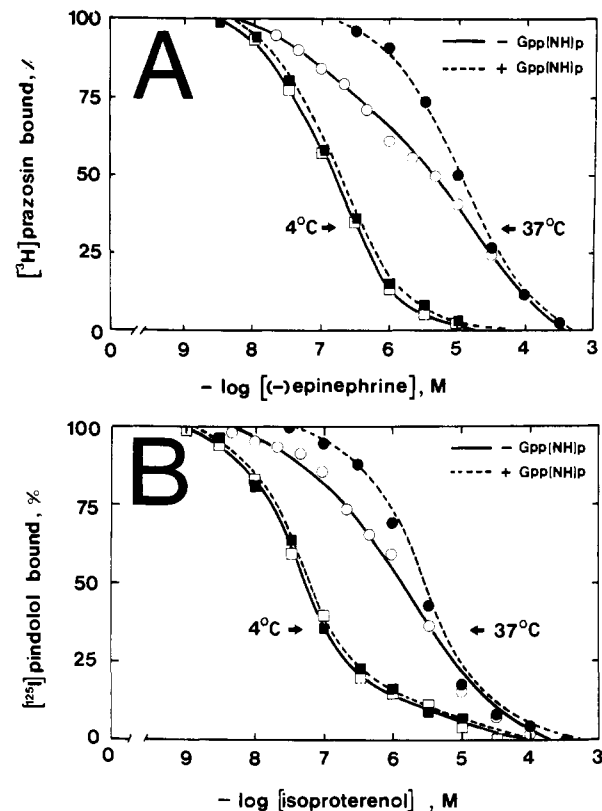 A
— - Gpp(NH)p
--- + Gpp(NH)p
[³H]prazosin bound, %
100
75
50
25
0
4°C
37°C
0 9 8 7 6 5 4 3
- log [(-)epinephrine], M
B
— - Gpp(NH)p
--- + Gpp(NH)p
[¹²⁵I]pindolol bound, %
100
75
50
25
0
4°C
37°C
0 9 8 7 6 5 4 3
- log [isoproterenol] , M